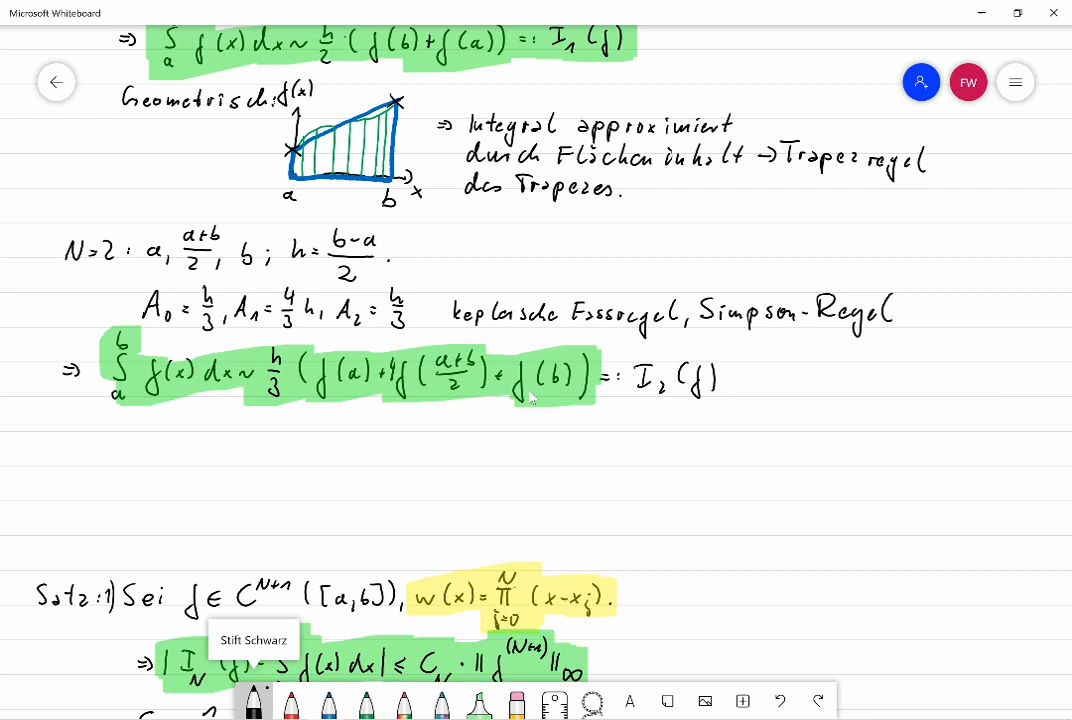 Microsoft Whiteboard
⇒ ∫_a f(x) dx ~ h/2 · (f(b) + f(a)) =: I_1(f)
FW
Geometrisch: f(x)
a b x
⇒ Integral approximiert
durch Flächeninhalt → Trapezregel
des Trapezes.
N=2: a, (a+b)/2, b; h = (b-a)/2.
A_0 = h/3, A_1 = 4/3 h, A_2 = h/3 keplersche Fassregel, Simpson-Regel
⇒ ∫_a^b f(x) dx ~ h/3 (f(a) + 4f((a+b)/2) + f(b)) =: I_2(f)
Satz: 1) Sei f ∈ C^{N+1}([a,b]), w(x) = ∏_{j=0}^N (x-x_j).
Stift Schwarz
⇒ | I_N(f) - ∫ f(x) dx | ≤ C_N · || f^{(N+1)} ||_∞
A